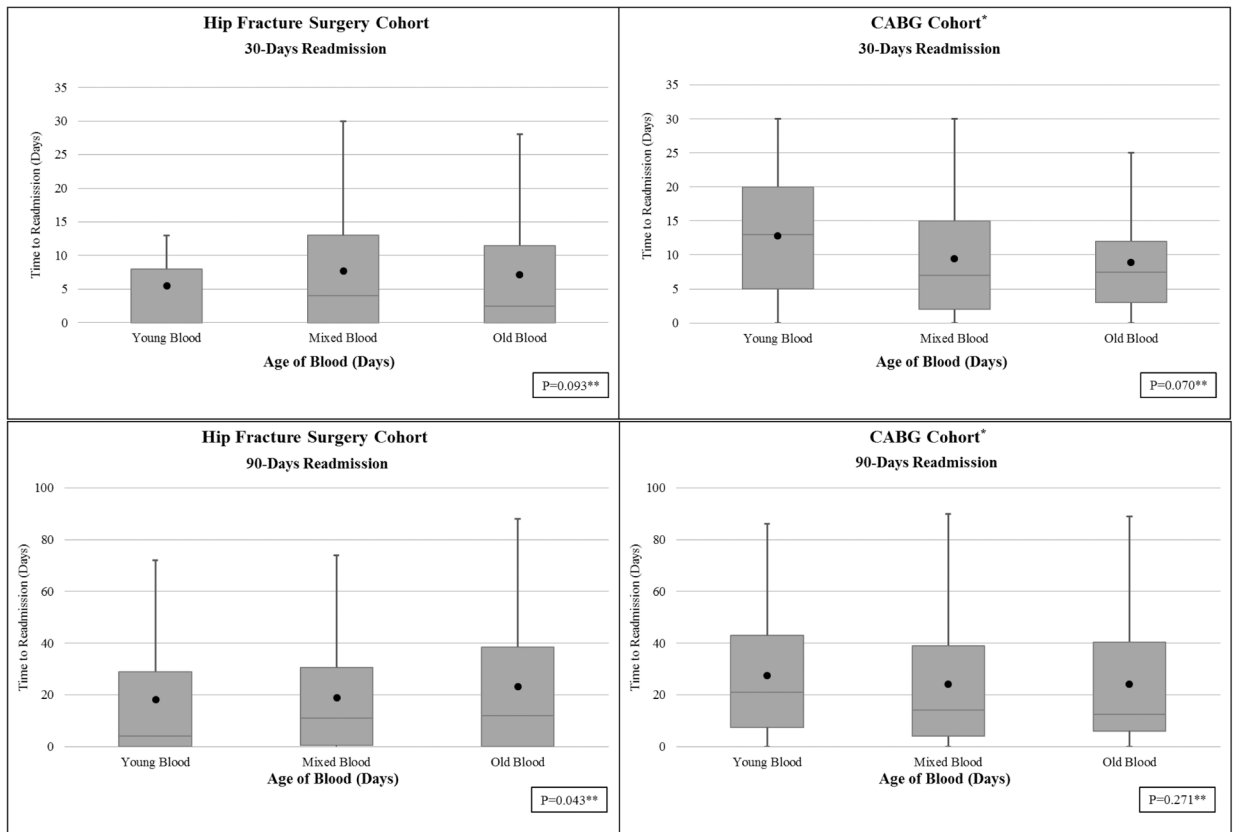 Hip Fracture Surgery Cohort
30-Days Readmission
35
30
25
20
15
10
5
0
Time to Readmission (Days)
Young Blood
Mixed Blood
Old Blood
Age of Blood (Days)
P=0.093**
CABG Cohort*
30-Days Readmission
35
30
25
20
15
10
5
0
Time to Readmission (Days)
Young Blood
Mixed Blood
Old Blood
Age of Blood (Days)
P=0.070**
Hip Fracture Surgery Cohort
90-Days Readmission
100
80
60
40
20
0
Time to Readmission (Days)
Young Blood
Mixed Blood
Old Blood
Age of Blood (Days)
P=0.043**
CABG Cohort*
90-Days Readmission
100
80
60
40
20
0
Time to Readmission (Days)
Young Blood
Mixed Blood
Old Blood
Age of Blood (Days)
P=0.271**